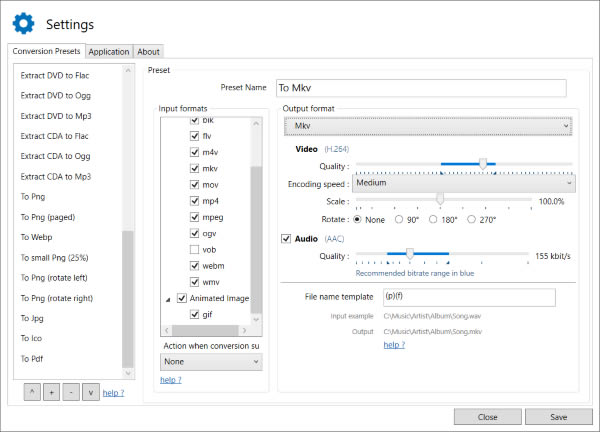 Settings
Conversion Presets Application About
Extract DVD to Flac
Extract DVD to Ogg
Extract DVD to Mp3
Extract CDA to Flac
Extract CDA to Ogg
Extract CDA to Mp3
To Png
To Png (paged)
To Webp
To small Png (25%)
To Png (rotate left)
To Png (rotate right)
To Jpg
To Ico
To Pdf
^ + - v help ?
Preset
Preset Name To Mkv
Input formats
bik
flv
m4v
mkv
mov
mp4
mpeg
ogv
vob
webm
wmv
Animated Image
gif
Action when conversion su
None
help ?
Output format
Mkv
Video (H.264)
Quality :
Encoding speed : Medium
Scale : 100.0%
Rotate : None 90° 180° 270°
Audio (AAC)
Quality : 155 kbit/s
Recommended bitrate range in blue
File name template (p)(f)
Input example C:\Music\Artist\Album\Song.wav
Output C:\Music\Artist\Album\Song.mkv
help ?
Close Save